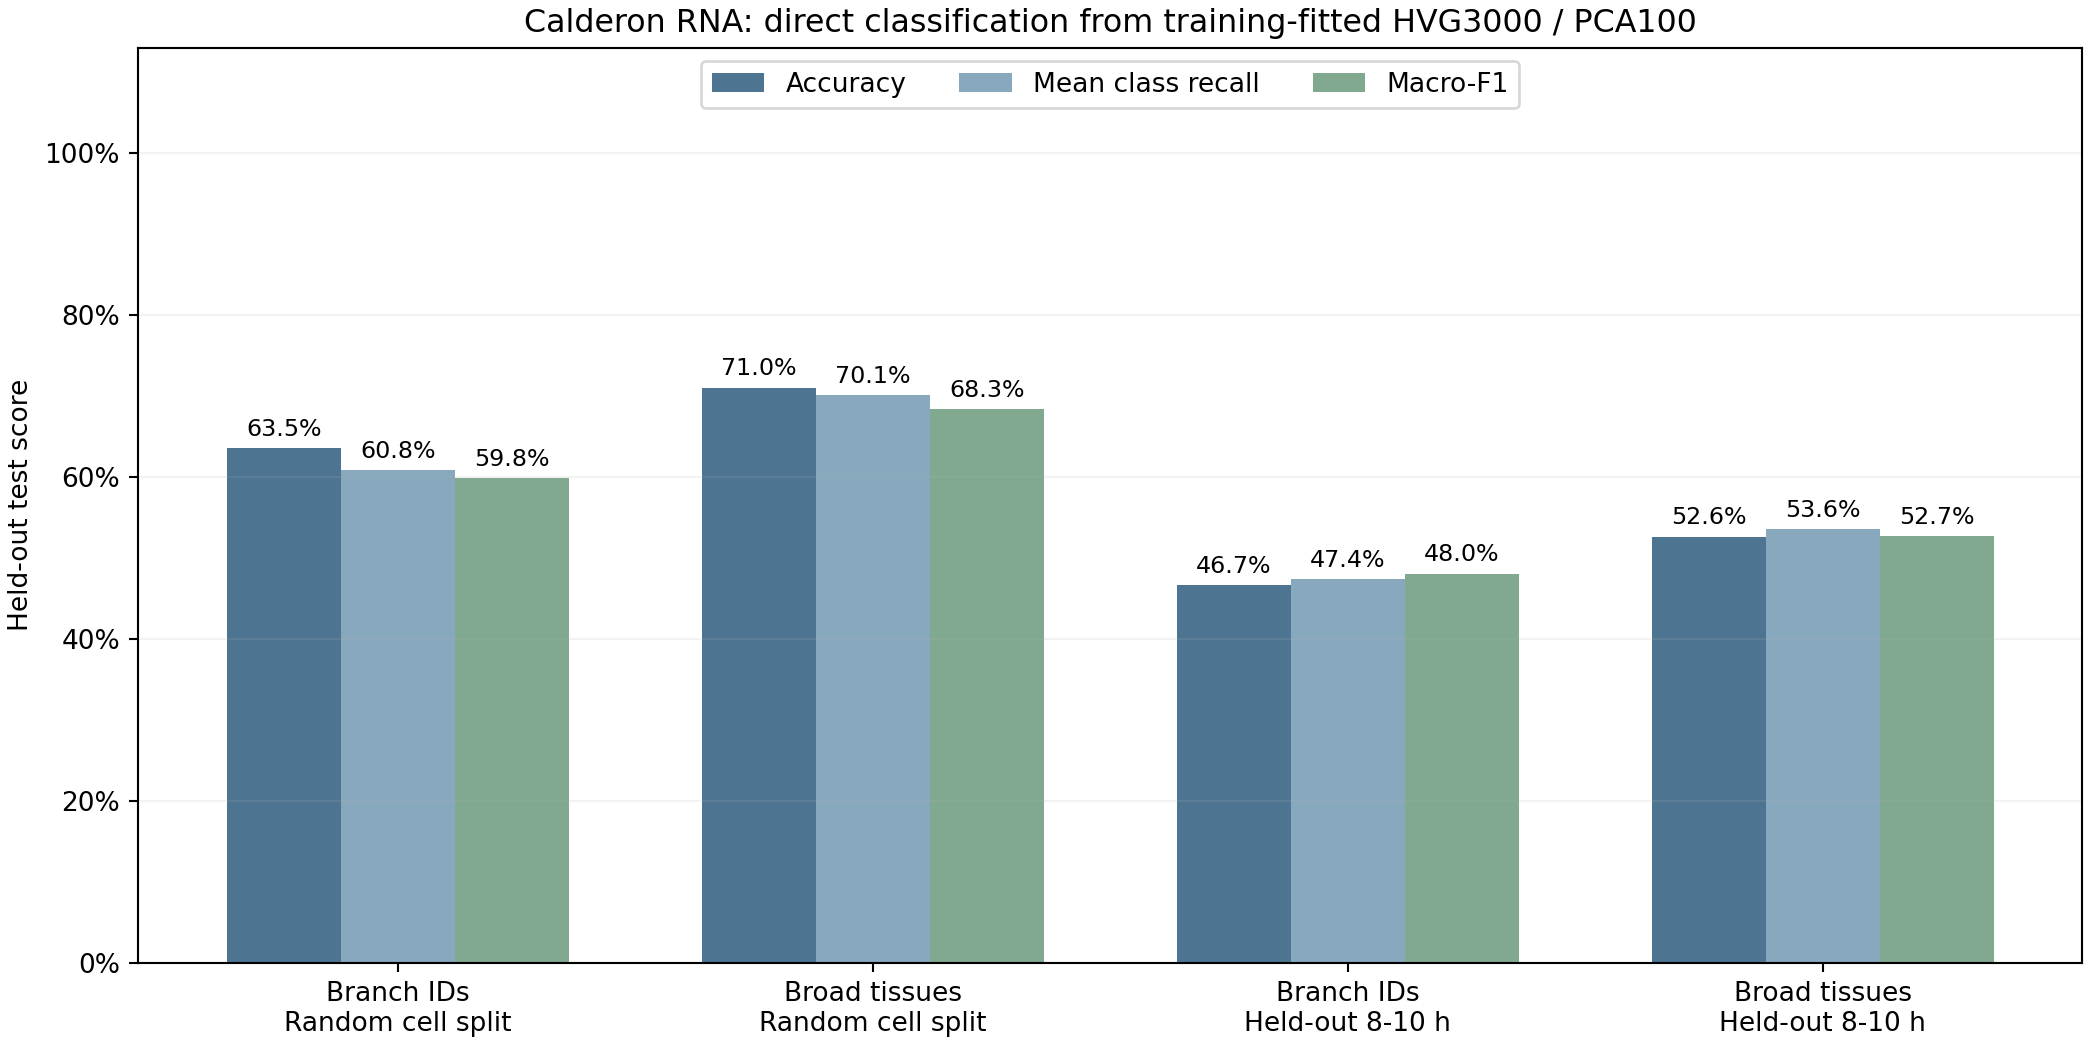 Calderon RNA: direct classification from training-fitted HVG3000 / PCA100
Accuracy
Mean class recall
Macro-F1
Held-out test score
100%
80%
60%
40%
20%
0%
63.5%
60.8%
59.8%
71.0%
70.1%
68.3%
46.7%
47.4%
48.0%
52.6%
53.6%
52.7%
Branch IDs
Random cell split
Broad tissues
Random cell split
Branch IDs
Held-out 8-10 h
Broad tissues
Held-out 8-10 h